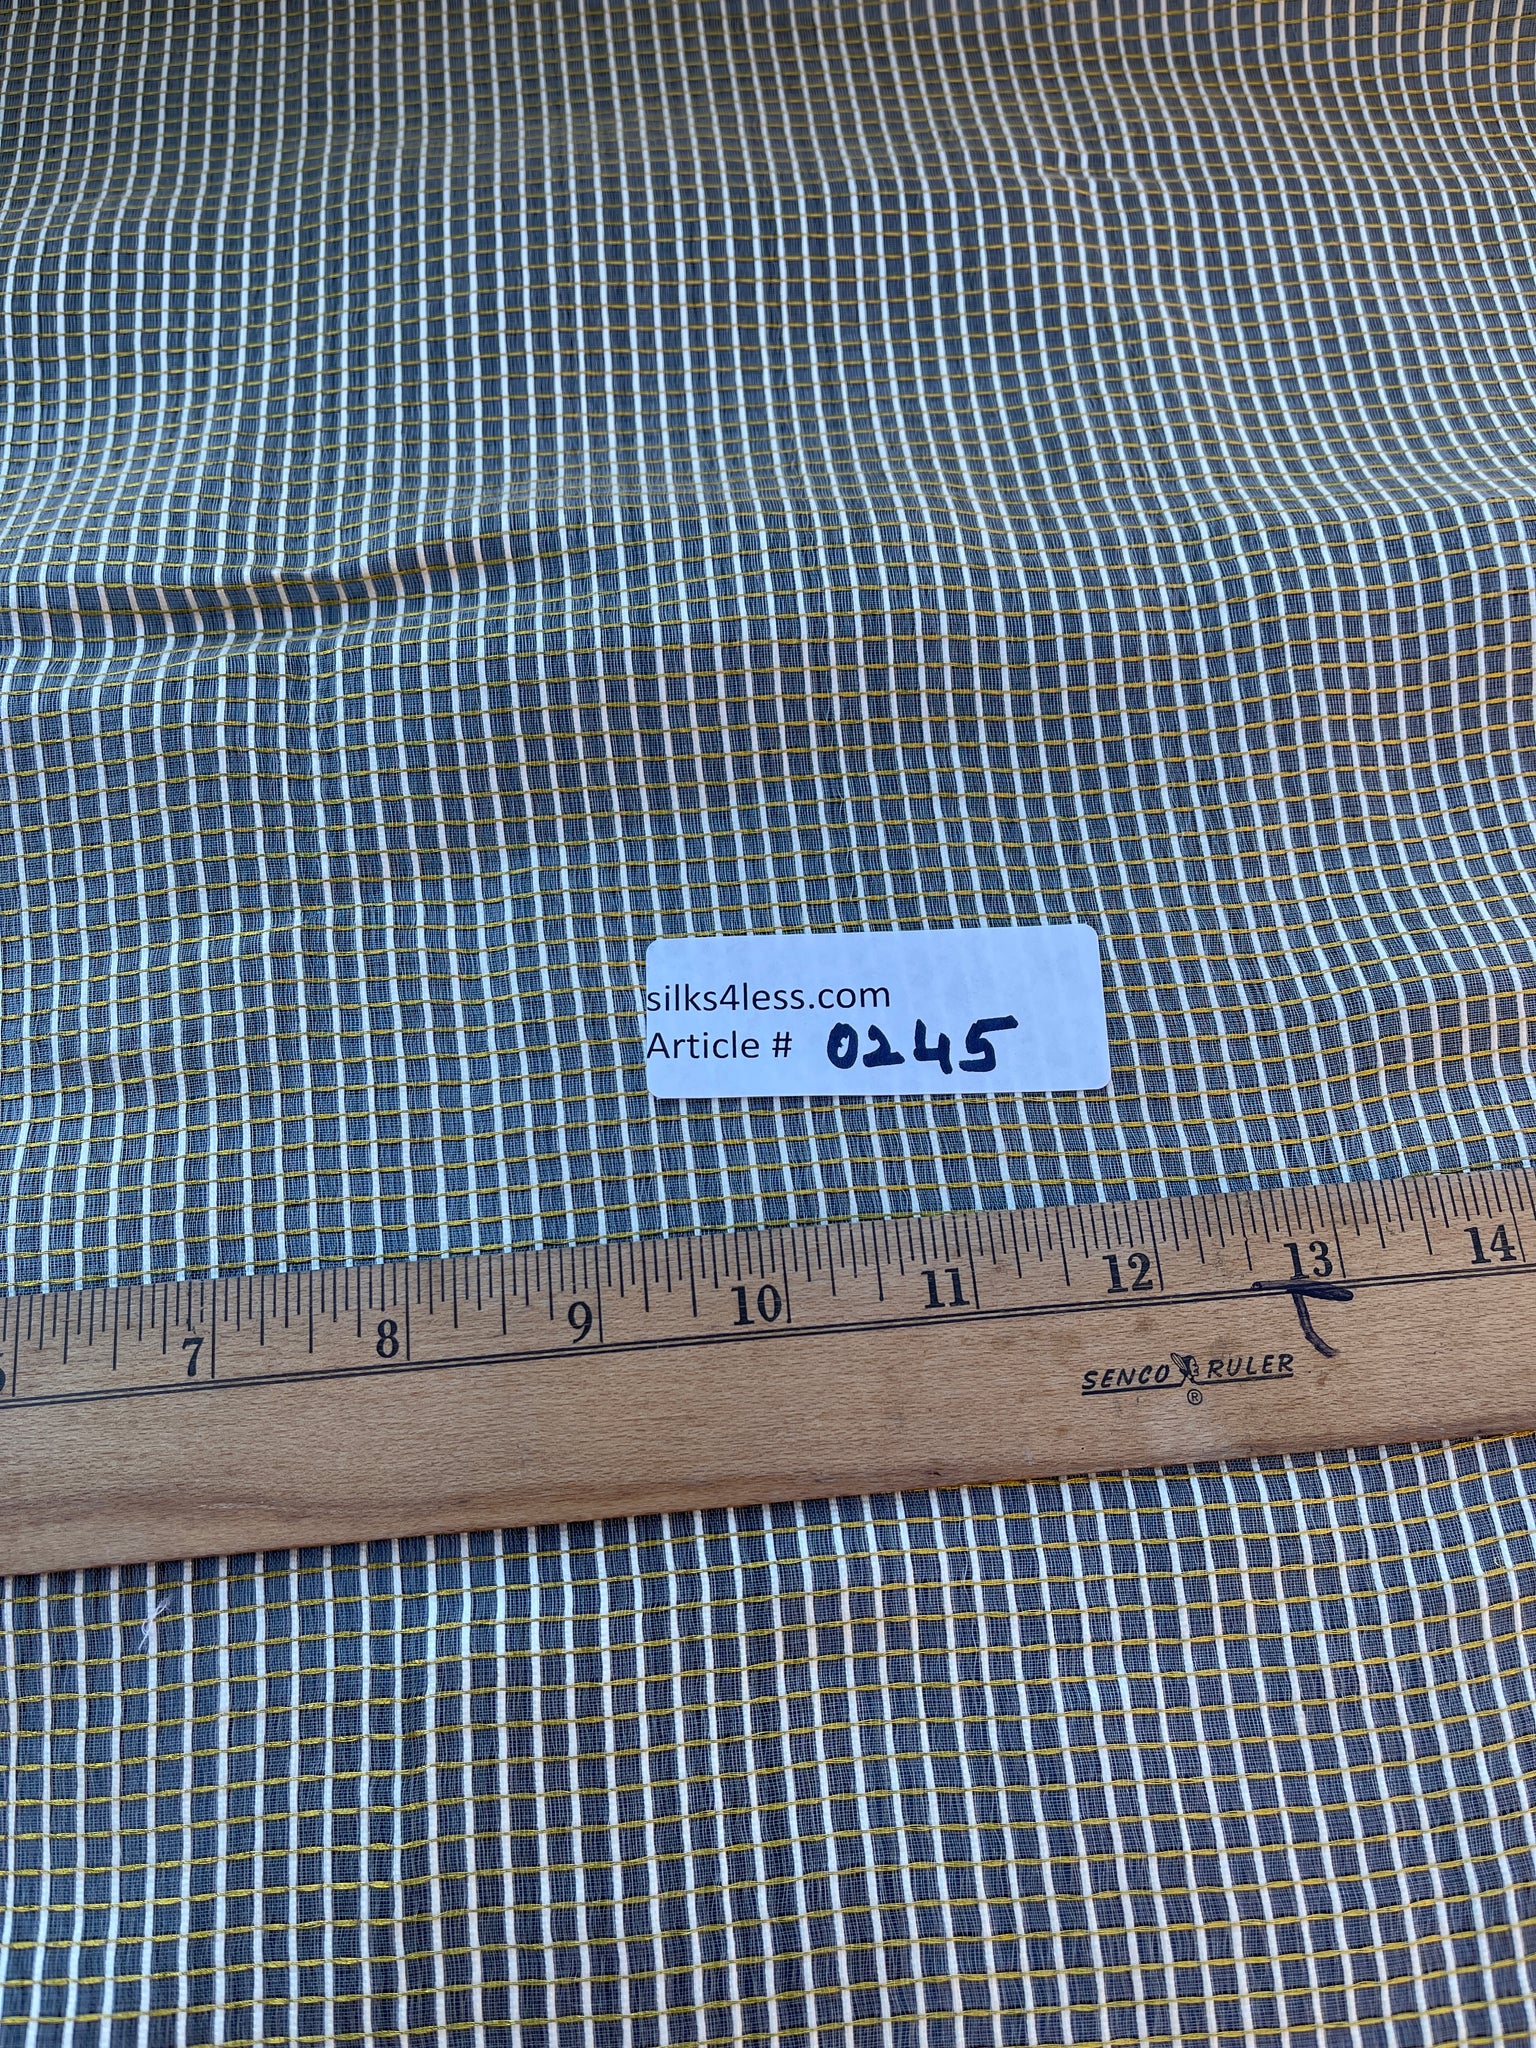 silks4less.com
Article # 0245
7 8 9 10 11 12 13 14
SENCO RULER
®